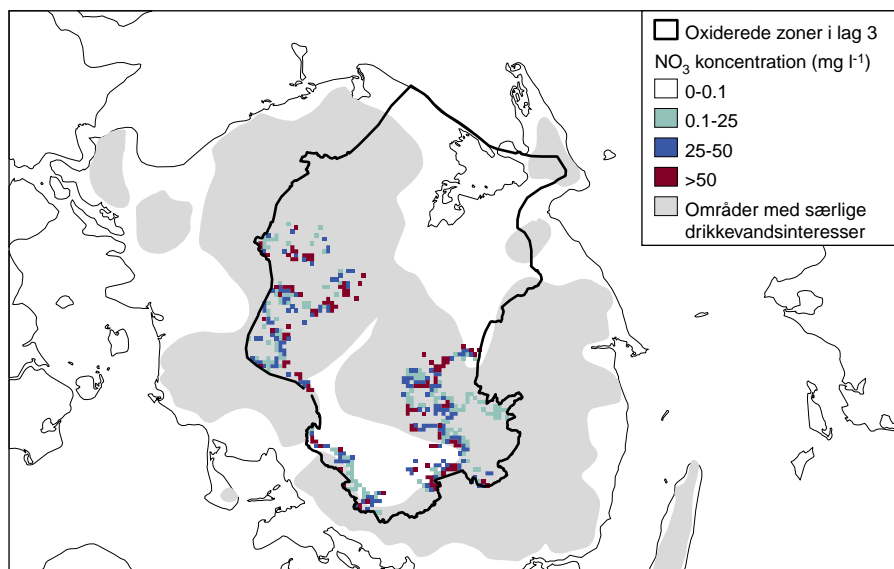 Oxiderede zoner i lag 3
NO₃ koncentration (mg l⁻¹)
0-0.1
0.1-25
25-50
>50
Områder med særlige
drikkevandsinteresser